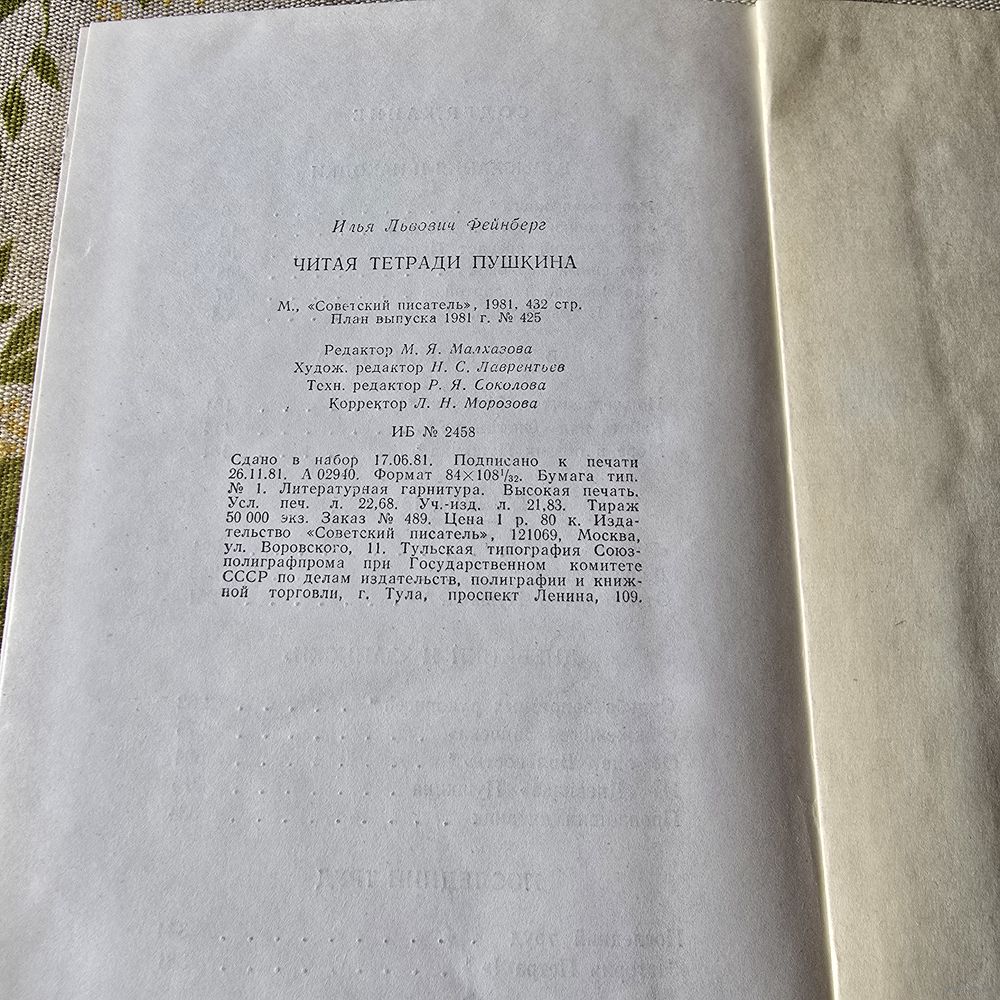 Илья Львович Фейнберг
ЧИТАЯ ТЕТРАДИ ПУШКИНА
М., «Советский писатель», 1981, 432 стр.
План выпуска 1981 г. № 425
Редактор М. Я. Малхазова
Худож. редактор Н. С. Лаврентьев
Техн. редактор Р. Я. Соколова
Корректор Л. Н. Морозова
ИБ № 2458
Сдано в набор 17.06.81. Подписано к печати
26.11.81. А 02940. Формат 84×108¹/₃₂. Бумага тип.
№ 1. Литературная гарнитура. Высокая печать.
Усл. печ. л. 22,68. Уч.-изд. л. 21,83. Тираж
50 000 экз. Заказ № 489. Цена 1 р. 80 к. Изда-
тельство «Советский писатель», 121069, Москва,
ул. Воровского, 11. Тульская типография Союз-
полиграфпрома при Государственном комитете
СССР по делам издательств, полиграфии и книж-
ной торговли, г. Тула, проспект Ленина, 109.